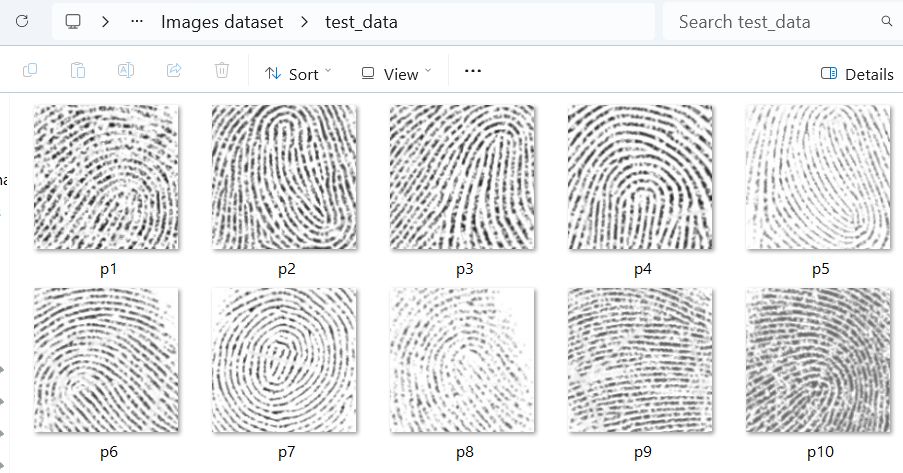 Images dataset
test_data
Search test_data
Sort
View
Details
p1
p2
p3
p4
p5
p6
p7
p8
p9
p10